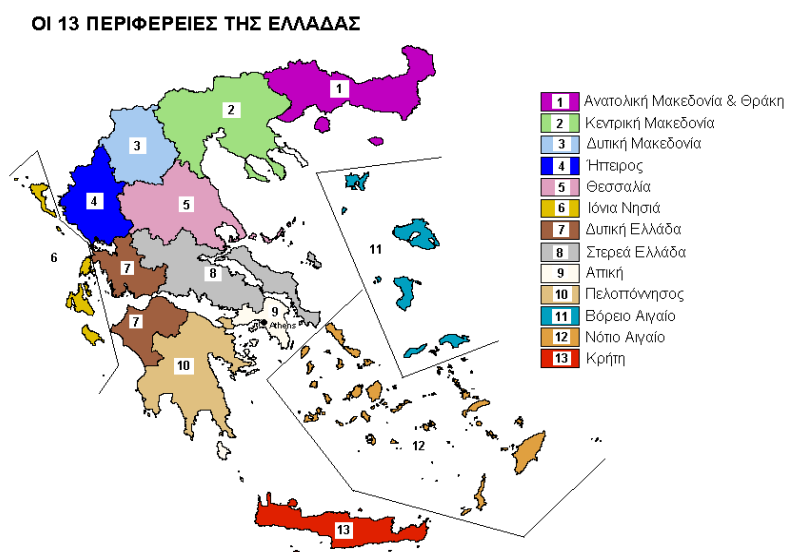 ΟΙ 13 ΠΕΡΙΦΕΡΕΙΕΣ ΤΗΣ ΕΛΛΑΔΑΣ
1
2
3
4
5
6
7
8
9
Athens
7
10
11
12
13
1 Ανατολική Μακεδονία & Θράκη
2 Κεντρική Μακεδονία
3 Δυτική Μακεδονία
4 Ήπειρος
5 Θεσσαλία
6 Ιόνια Νησιά
7 Δυτική Ελλάδα
8 Στερεά Ελλάδα
9 Αττική
10 Πελοπόννησος
11 Βόρειο Αιγαίο
12 Νότιο Αιγαίο
13 Κρήτη